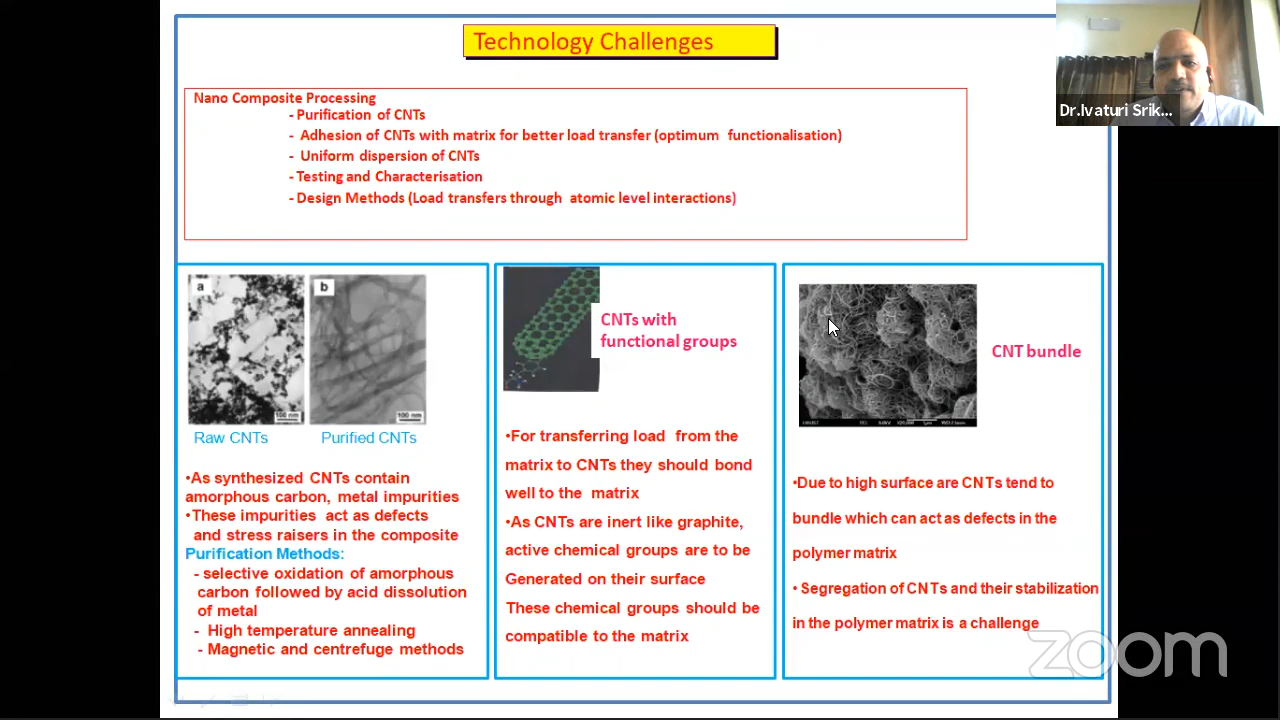 Technology Challenges
Dr.Ivaturi Srik...
Nano Composite Processing
- Purification of CNTs
- Adhesion of CNTs with matrix for better load transfer (optimum functionalisation)
- Uniform dispersion of CNTs
- Testing and Characterisation
- Design Methods (Load transfers through atomic level interactions)
a
b
100 nm
100 nm
Raw CNTs
Purified CNTs
•As synthesized CNTs contain
amorphous carbon, metal impurities
•These impurities act as defects
and stress raisers in the composite
Purification Methods:
- selective oxidation of amorphous
carbon followed by acid dissolution
of metal
- High temperature annealing
- Magnetic and centrefuge methods
CNTs with
functional groups
•For transferring load from the
matrix to CNTs they should bond
well to the matrix
•As CNTs are inert like graphite,
active chemical groups are to be
Generated on their surface
These chemical groups should be
compatible to the matrix
CNT bundle
•Due to high surface are CNTs tend to
bundle which can act as defects in the
polymer matrix
• Segregation of CNTs and their stabilization
in the polymer matrix is a challenge
zoom